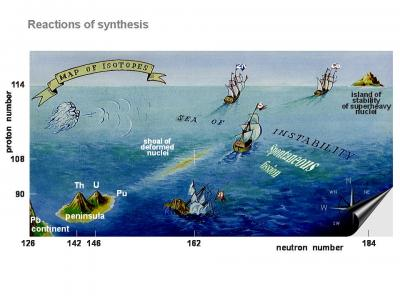 Reactions of synthesis
MAP OF ISOTOPES
114
proton number
SEA OF INSTABILITY
island of
stability
of superheavy
nuclei
shoal of
deformed
nuclei
108
Spontaneous
fission
Th U
Pu
90
peninsula
Pb
continent
WN
NE
126
142
146
162
184
neutron number